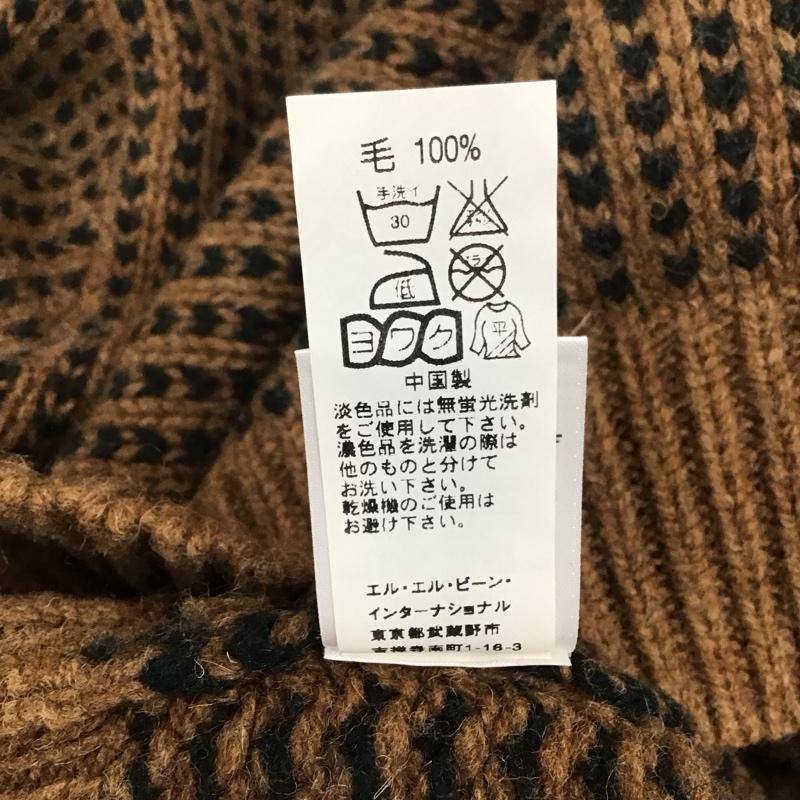 毛 100%
手洗イ
30
低
ヨワク
平
中国製
淡色品には無蛍光洗剤
をご使用して下さい。
濃色品を洗濯の際は
他のものと分けて
お洗い下さい。
乾燥機のご使用は
お避け下さい。
エル・エル・ビーン・
インターナショナル
東京都武蔵野市
南町1-16-3